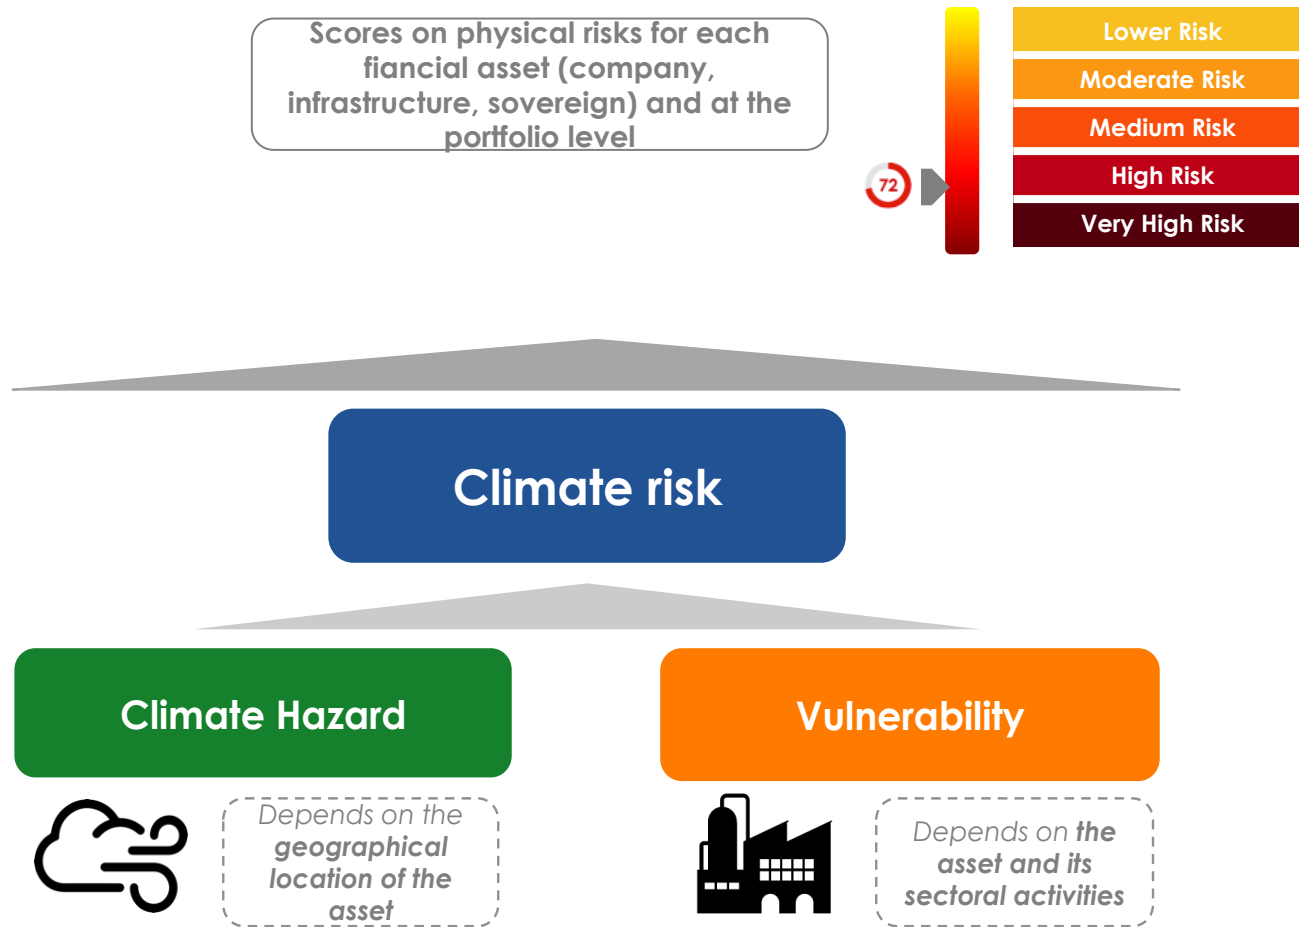 Scores on physical risks for each
fiancial asset (company,
infrastructure, sovereign) and at the
portfolio level
Lower Risk
Moderate Risk
Medium Risk
High Risk
Very High Risk
72
Climate risk
Climate Hazard
Vulnerability
Depends on the
geographical
location of the
asset
Depends on the
asset and its
sectoral activities